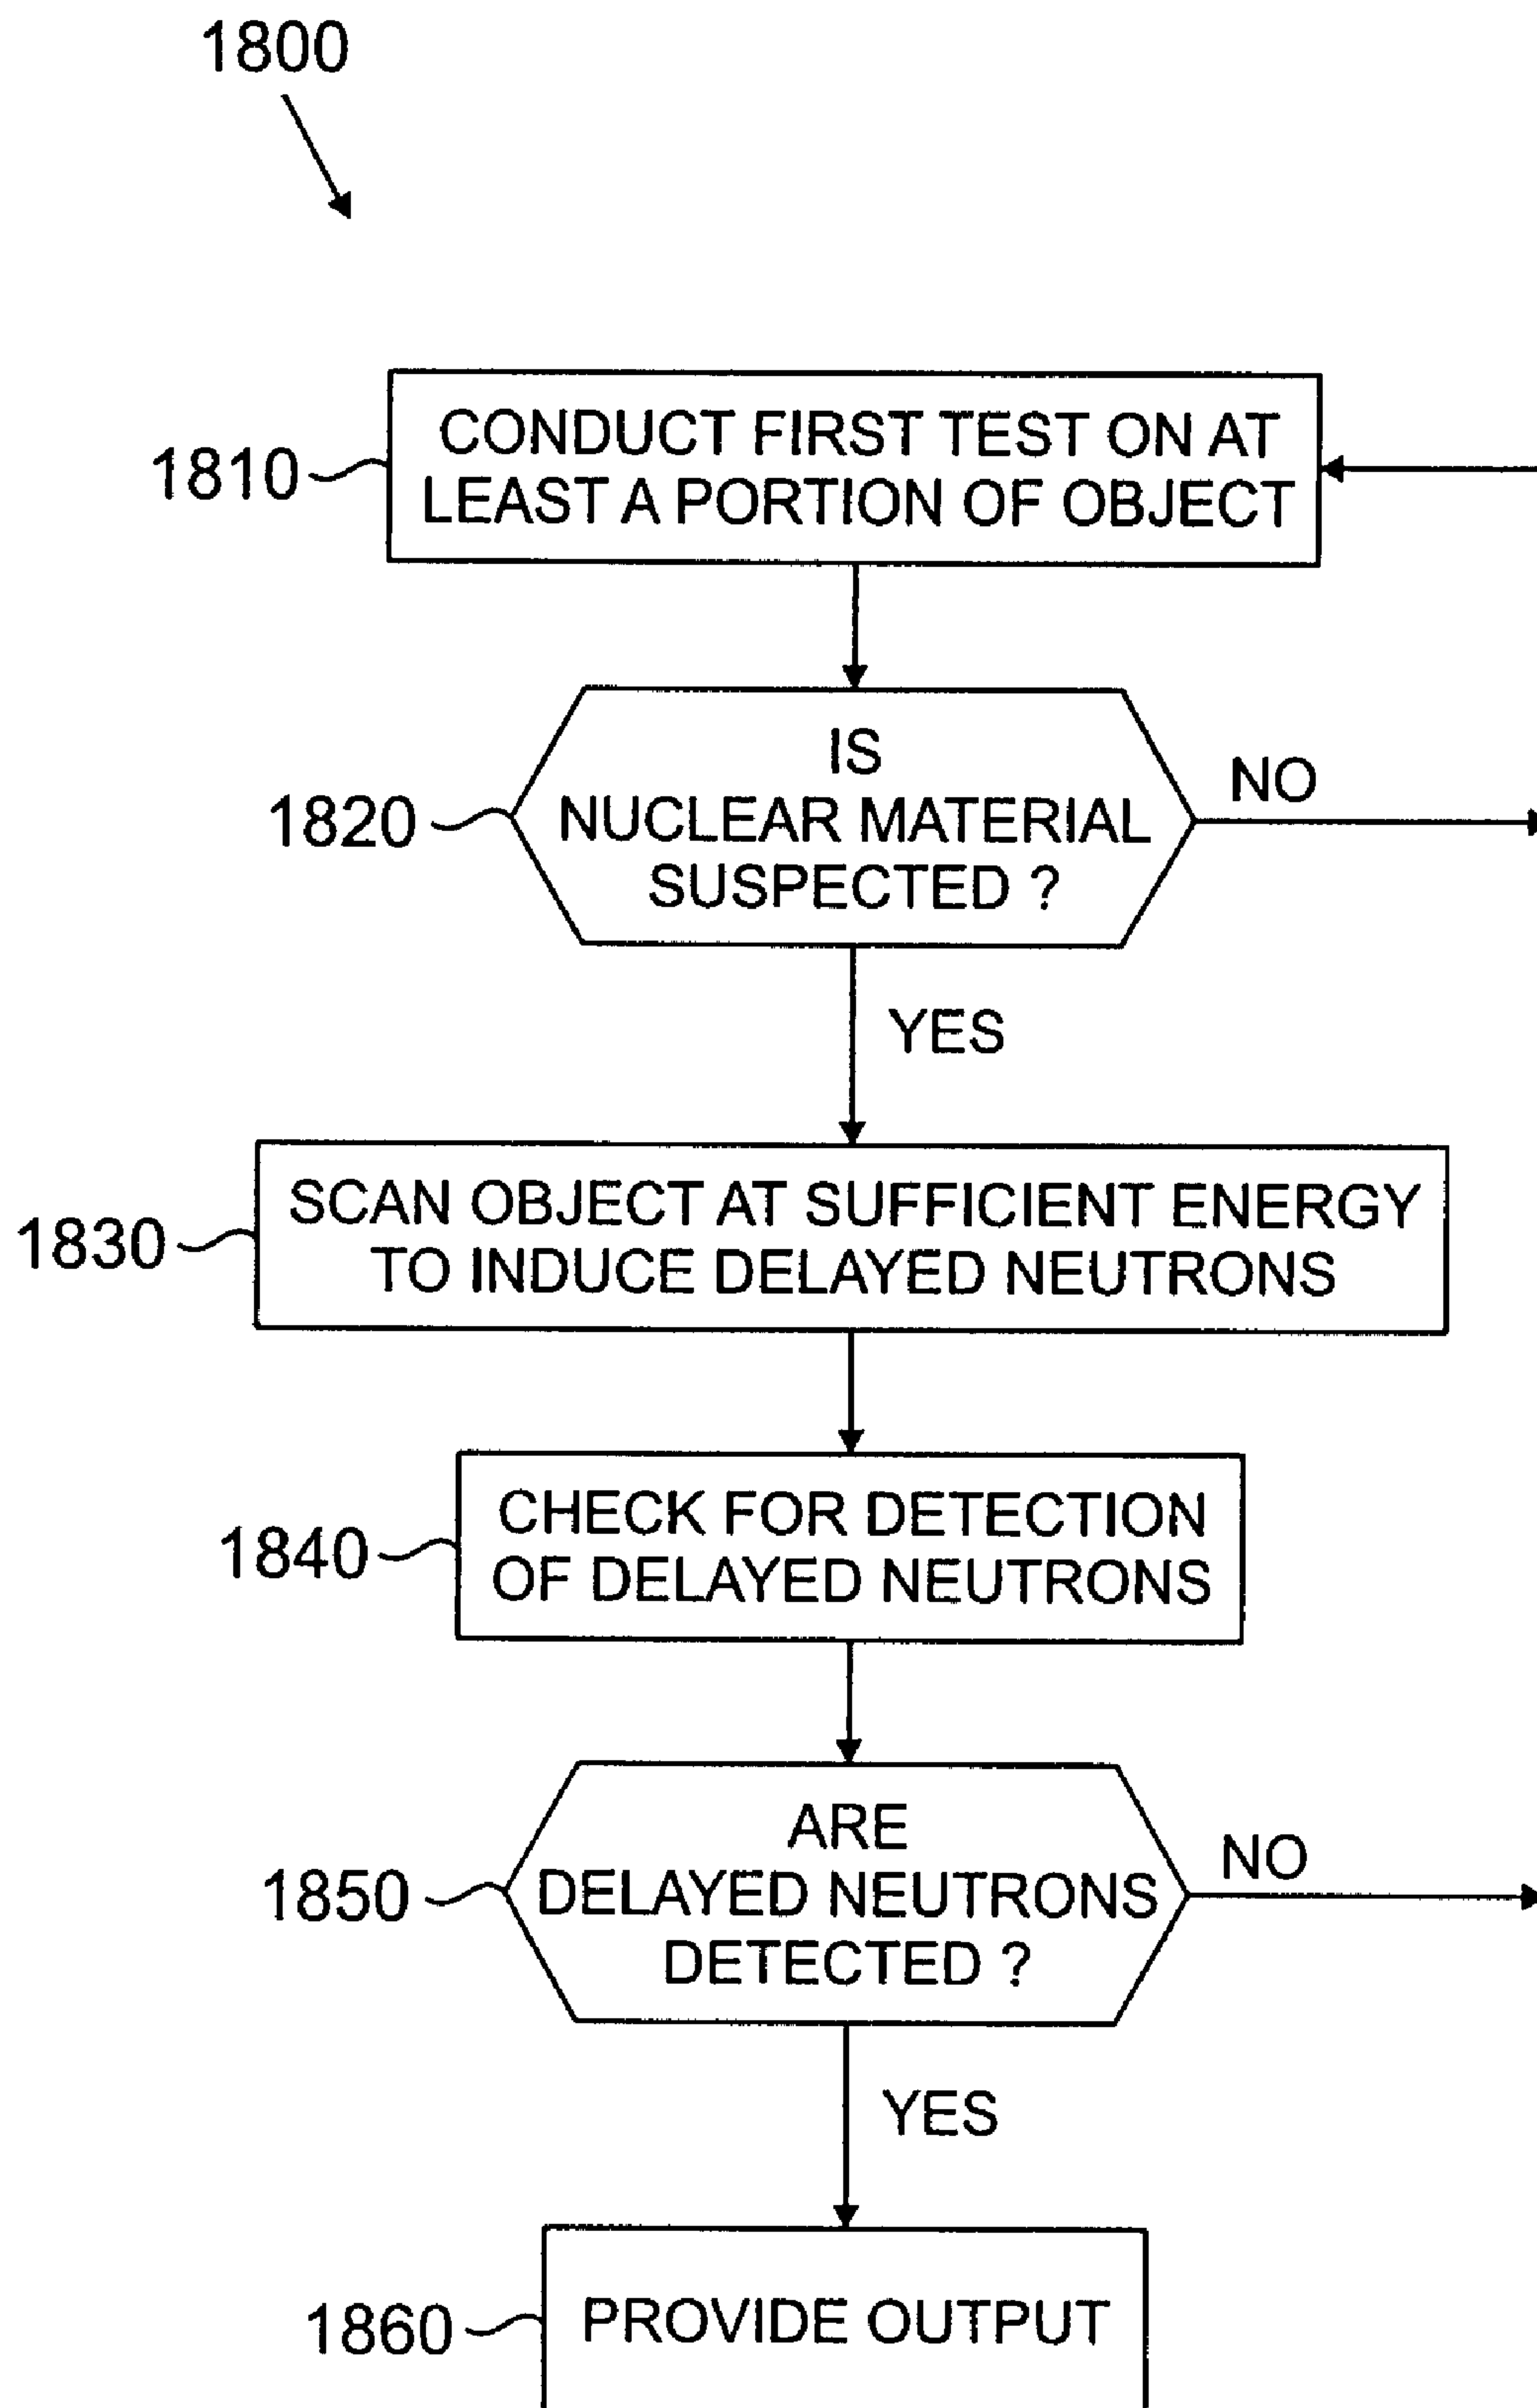 1800
1810
CONDUCT FIRST TEST ON AT
LEAST A PORTION OF OBJECT
IS
1820
NUCLEAR MATERIAL
SUSPECTED ?
NO
YES
1830
SCAN OBJECT AT SUFFICIENT ENERGY
TO INDUCE DELAYED NEUTRONS
1840
CHECK FOR DETECTION
OF DELAYED NEUTRONS
ARE
1850
DELAYED NEUTRONS
DETECTED ?
NO
YES
1860
PROVIDE OUTPUT